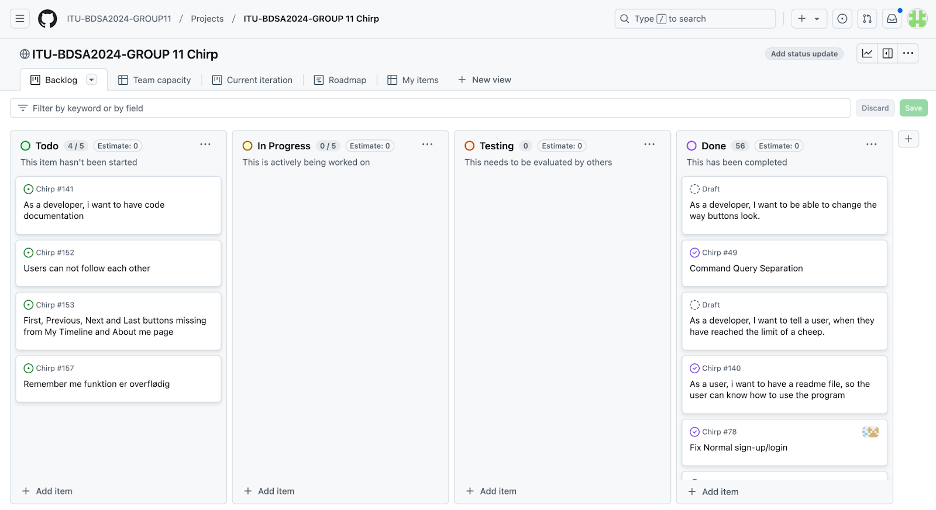 ITU-BDSA2024-GROUP11 / Projects / ITU-BDSA2024-GROUP 11 Chirp
Type / to search
ITU-BDSA2024-GROUP 11 Chirp
Add status update
Backlog
Team capacity
Current iteration
Roadmap
My items
+ New view
Filter by keyword or by field
Discard
Save
Todo 4 / 5 Estimate: 0
This item hasn't been started
Chirp #141
As a developer, i want to have code
documentation
Chirp #152
Users can not follow each other
Chirp #153
First, Previous, Next and Last buttons missing
from My Timeline and About me page
Chirp #157
Remember me funktion er overflødig
+ Add item
In Progress 0 / 5 Estimate: 0
This is actively being worked on
+ Add item
Testing 0 Estimate: 0
This needs to be evaluated by others
+ Add item
Done 56 Estimate: 0
This has been completed
Draft
As a developer, I want to be able to change the
way buttons look.
Chirp #49
Command Query Separation
Draft
As a developer, I want to tell a user, when they
have reached the limit of a cheep.
Chirp #140
As a user, i want to have a readme file, so the
user can know how to use the program
Chirp #78
Fix Normal sign-up/login
+ Add item